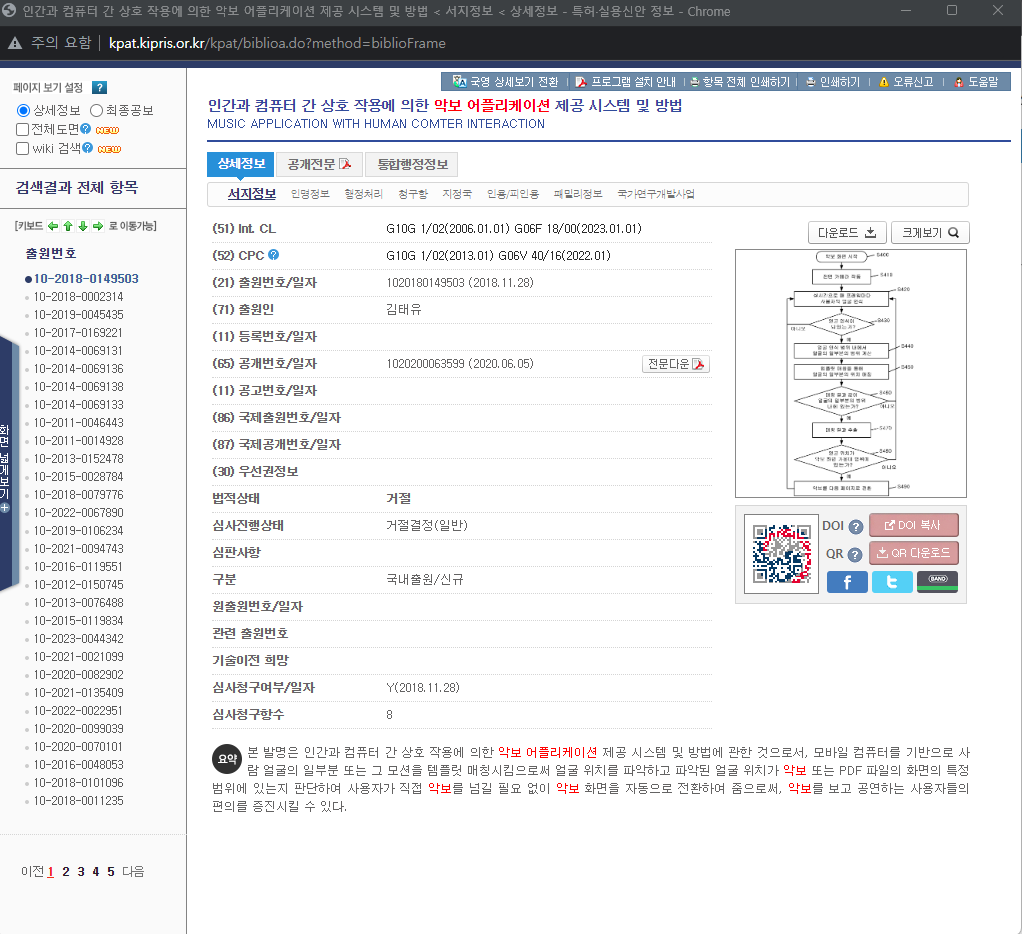 인간과 컴퓨터 간 상호 작용에 의한 악보 어플리케이션 제공 시스템 및 방법 < 서지정보 < 상세정보 - 특허·실용신안 정보 - Chrome
주의 요함 kpat.kipris.or.kr/kpat/biblioa.do?method=biblioFrame
페이지 보기 설정 ?
상세정보 최종공보
전체도면 ? NEW
wiki 검색 ? NEW
검색결과 전체 항목
[키보드 로 이동가능]
출원번호
10-2018-0149503
10-2018-0002314
10-2019-0045435
10-2017-0169221
10-2014-0069131
10-2014-0069136
10-2014-0069138
10-2014-0069133
10-2011-0046443
10-2011-0014928
10-2013-0152478
10-2015-0028784
10-2018-0079776
10-2022-0067890
10-2019-0106234
10-2021-0094743
10-2016-0119551
10-2012-0150745
10-2013-0076488
10-2015-0119834
10-2023-0044342
10-2021-0021099
10-2020-0082902
10-2021-0135409
10-2022-0022951
10-2020-0099039
10-2020-0070101
10-2016-0048053
10-2018-0101096
10-2018-0011235
이전 1 2 3 4 5 다음
화면 넓게보기
국영 상세보기 전환 프로그램 설치 안내 항목 전체 인쇄하기 인쇄하기 오류신고 도움말
인간과 컴퓨터 간 상호 작용에 의한 악보 어플리케이션 제공 시스템 및 방법
MUSIC APPLICATION WITH HUMAN COMTER INTERACTION
상세정보 공개전문 통합행정정보
서지정보 인명정보 행정처리 청구항 지정국 인용/피인용 패밀리정보 국가연구개발사업
다운로드 크게보기
(51) Int. CL G10G 1/02(2006.01.01) G06F 18/00(2023.01.01)
(52) CPC ? G10G 1/02(2013.01) G06V 40/16(2022.01)
(21) 출원번호/일자 1020180149503 (2018.11.28)
(71) 출원인 김태유
(11) 등록번호/일자
(65) 공개번호/일자 1020200063599 (2020.06.05) 전문다운
(11) 공고번호/일자
(86) 국제출원번호/일자
(87) 국제공개번호/일자
(30) 우선권정보
법적상태 거절
심사진행상태 거절결정(일반)
심판사항
구분 국내출원/신규
원출원번호/일자
관련 출원번호
기술이전 희망
심사청구여부/일자 Y(2018.11.28)
심사청구항수 8
DOI ? DOI 복사
QR ? QR 다운로드
f t BAND
요약 본 발명은 인간과 컴퓨터 간 상호 작용에 의한 악보 어플리케이션 제공 시스템 및 방법에 관한 것으로서, 모바일 컴퓨터를 기반으로 사
람 얼굴의 일부분 또는 그 모션을 템플릿 매칭시킴으로써 얼굴 위치를 파악하고 파악된 얼굴 위치가 악보 또는 PDF 파일의 화면의 특정
범위에 있는지 판단하여 사용자가 직접 악보를 넘길 필요 없이 악보 화면을 자동으로 전환하여 줌으로써, 악보를 보고 공연하는 사용자들의
편의를 증진시킬 수 있다.